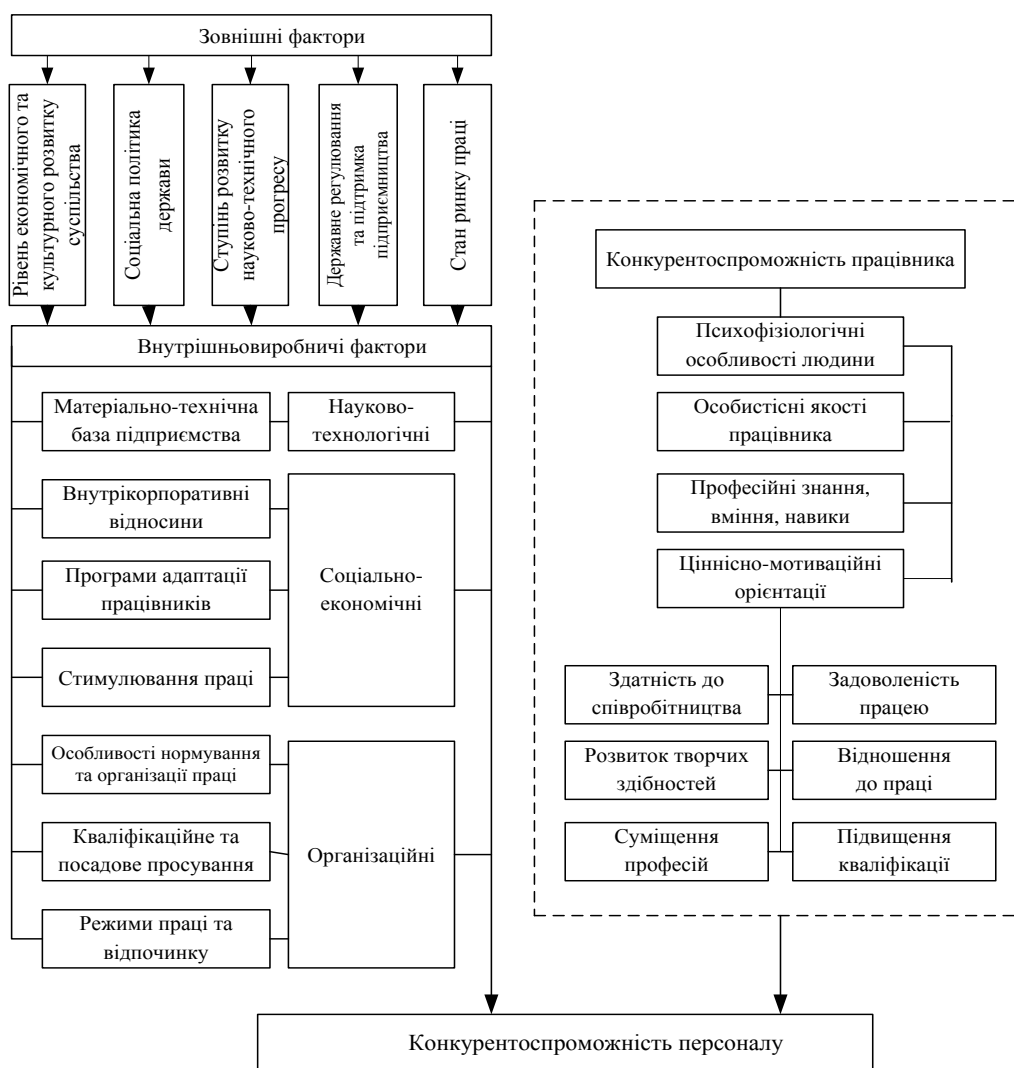 Зовнішні фактори
Рівень економічного та
культурного розвитку
суспільства
Соціальна політика
держави
Ступінь розвитку
науково-технічного
прогресу
Державне регулювання
та підтримка
підприємництва
Стан ринку праці
Внутрішньовиробничі фактори
Матеріально-технічна
база підприємства
Науково-
технологічні
Внутрікорпоративні
відносини
Програми адаптації
працівників
Стимулювання праці
Соціально-
економічні
Особливості нормування
та організації праці
Кваліфікаційне та
посадове просування
Режими праці та
відпочинку
Організаційні
Конкурентоспроможність працівника
Психофізіологічні
особливості людини
Особистісні якості
працівника
Професійні знання,
вміння, навики
Ціннісно-мотиваційні
орієнтації
Здатність до
співробітництва
Задоволеність
працею
Розвиток творчих
здібностей
Відношення
до праці
Суміщення
професій
Підвищення
кваліфікації
Конкурентоспроможність персоналу